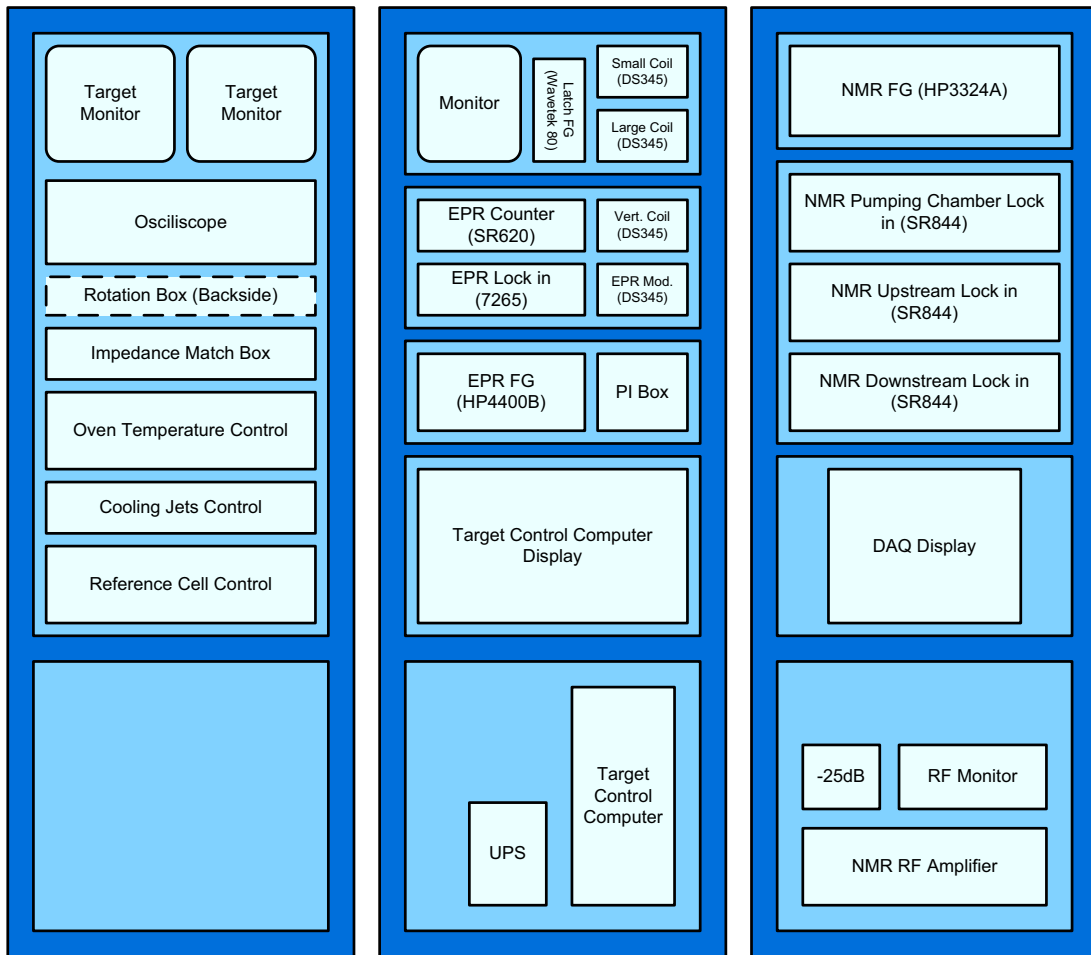 Target
Monitor
Target
Monitor
Osciliscope
Rotation Box (Backside)
Impedance Match Box
Oven Temperature Control
Cooling Jets Control
Reference Cell Control
Monitor
Latch FG
(Wavetek 80)
Small Coil
(DS345)
Large Coil
(DS345)
EPR Counter
(SR620)
Vert. Coil
(DS345)
EPR Lock in
(7265)
EPR Mod.
(DS345)
EPR FG
(HP4400B)
PI Box
Target Control Computer
Display
Target
Control
Computer
UPS
NMR FG (HP3324A)
NMR Pumping Chamber Lock
in (SR844)
NMR Upstream Lock in
(SR844)
NMR Downstream Lock in
(SR844)
DAQ Display
-25dB
RF Monitor
NMR RF Amplifier